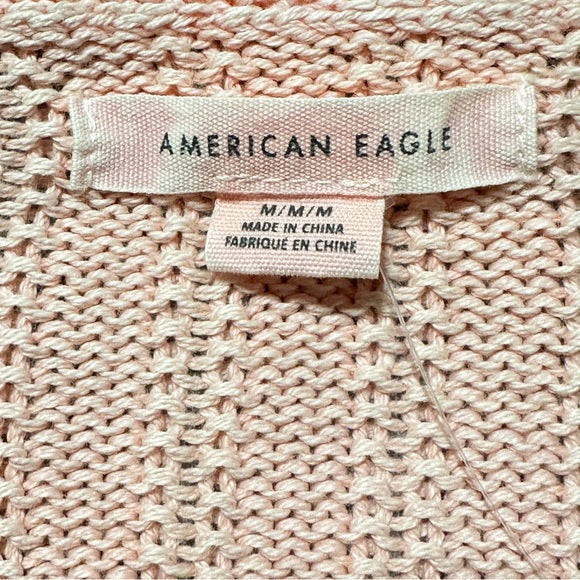 AMERICAN EAGLE
M/M/M
MADE IN CHINA
FABRIQUÉ EN CHINE